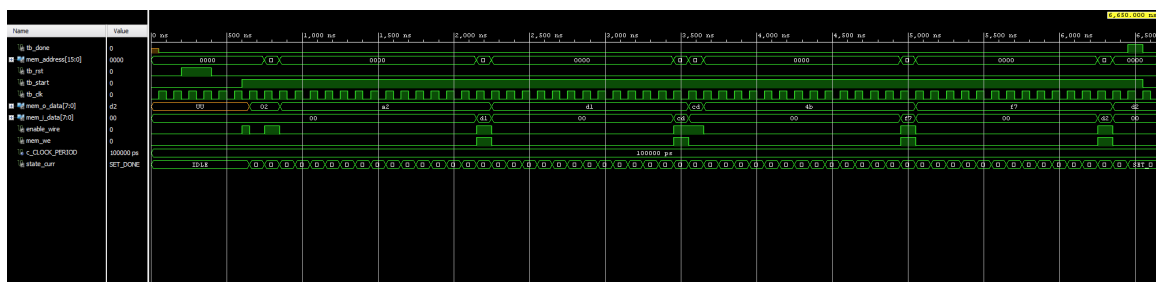 6,650.000 ns
Name Value
0 ns 500 ns 1,000 ns 1,500 ns 2,000 ns 2,500 ns 3,000 ns 3,500 ns 4,000 ns 4,500 ns 5,000 ns 5,500 ns 6,000 ns 6,500
tb_done 0
mem_address[15:0] 0000 0000 0000 0000 0000 0000 0000
tb_rst 0
tb_start 0
tb_clk 0
mem_o_data[7:0] d2 UU 02 a2 d1 cd 4b f7 d2
mem_i_data[7:0] 00 00 d1 00 cd 00 f7 00 d2 00
enable_wire 0
mem_we 0
c_CLOCK_PERIOD 100000 ps 100000 ps
state_curr SET_DONE IDLE